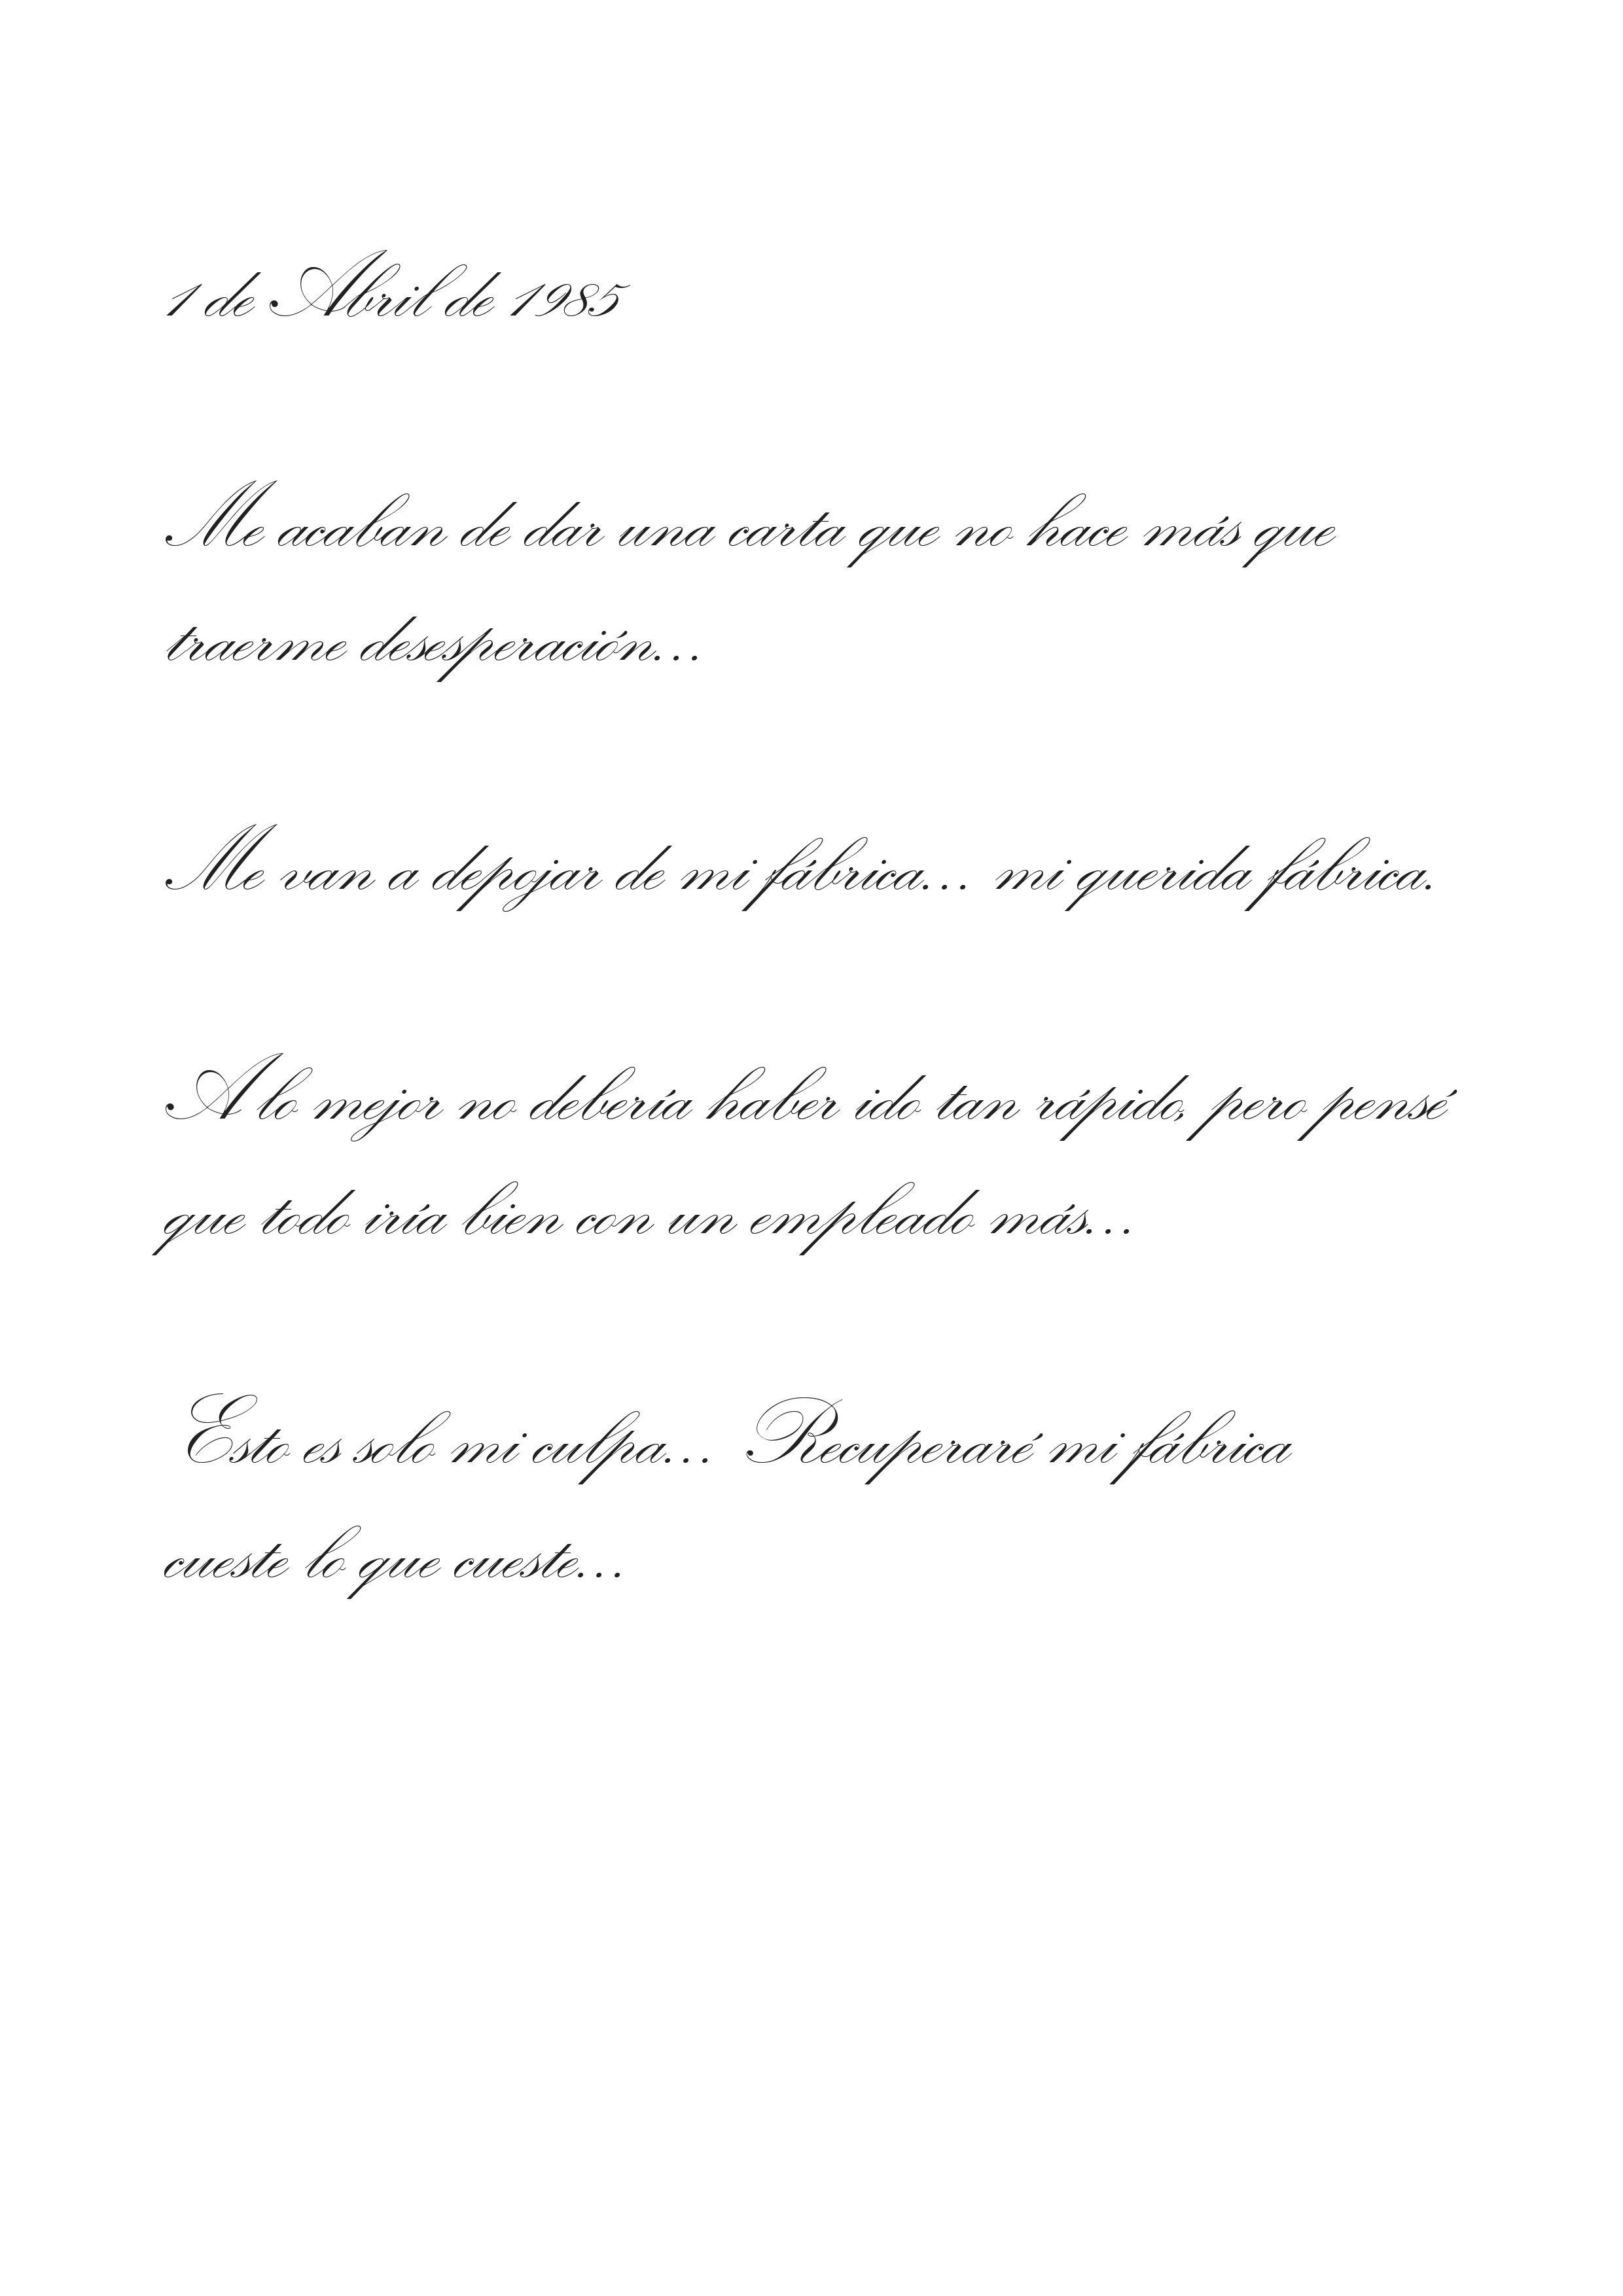 1 de Abril de 1985
Me acaban de dar una carta que no hace más que
traerme desesperación...
Me van a depojar de mi fábrica... mi querida fábrica.
A lo mejor no debería haber ido tan rápido, pero pensé
que todo iría bien con un empleado más...
Esto es solo mi culpa... Recuperaré mi fábrica
cueste lo que cueste...